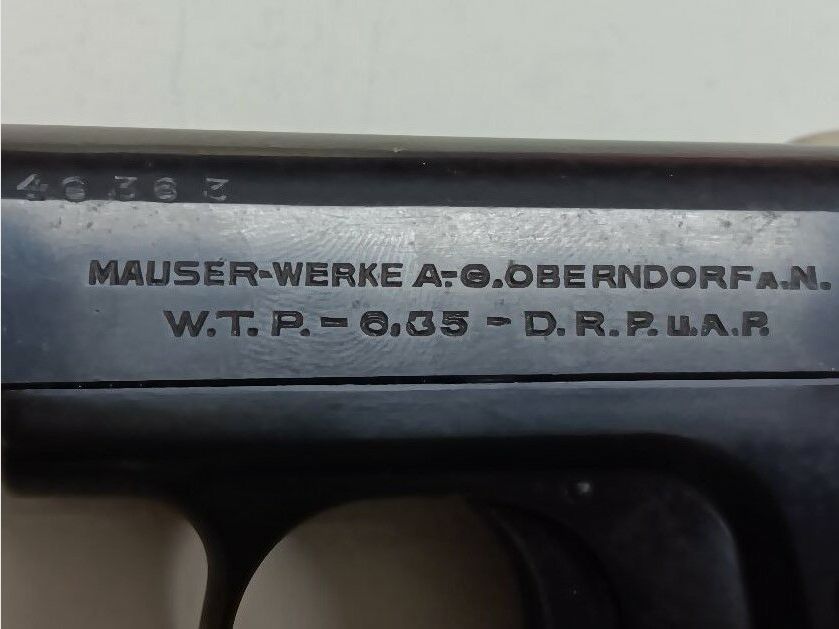 46363
MAUSER-WERKE A.-G. OBERNDORF A. N.
W.T.P. - 6,35 - D.R.P. u. A.P.